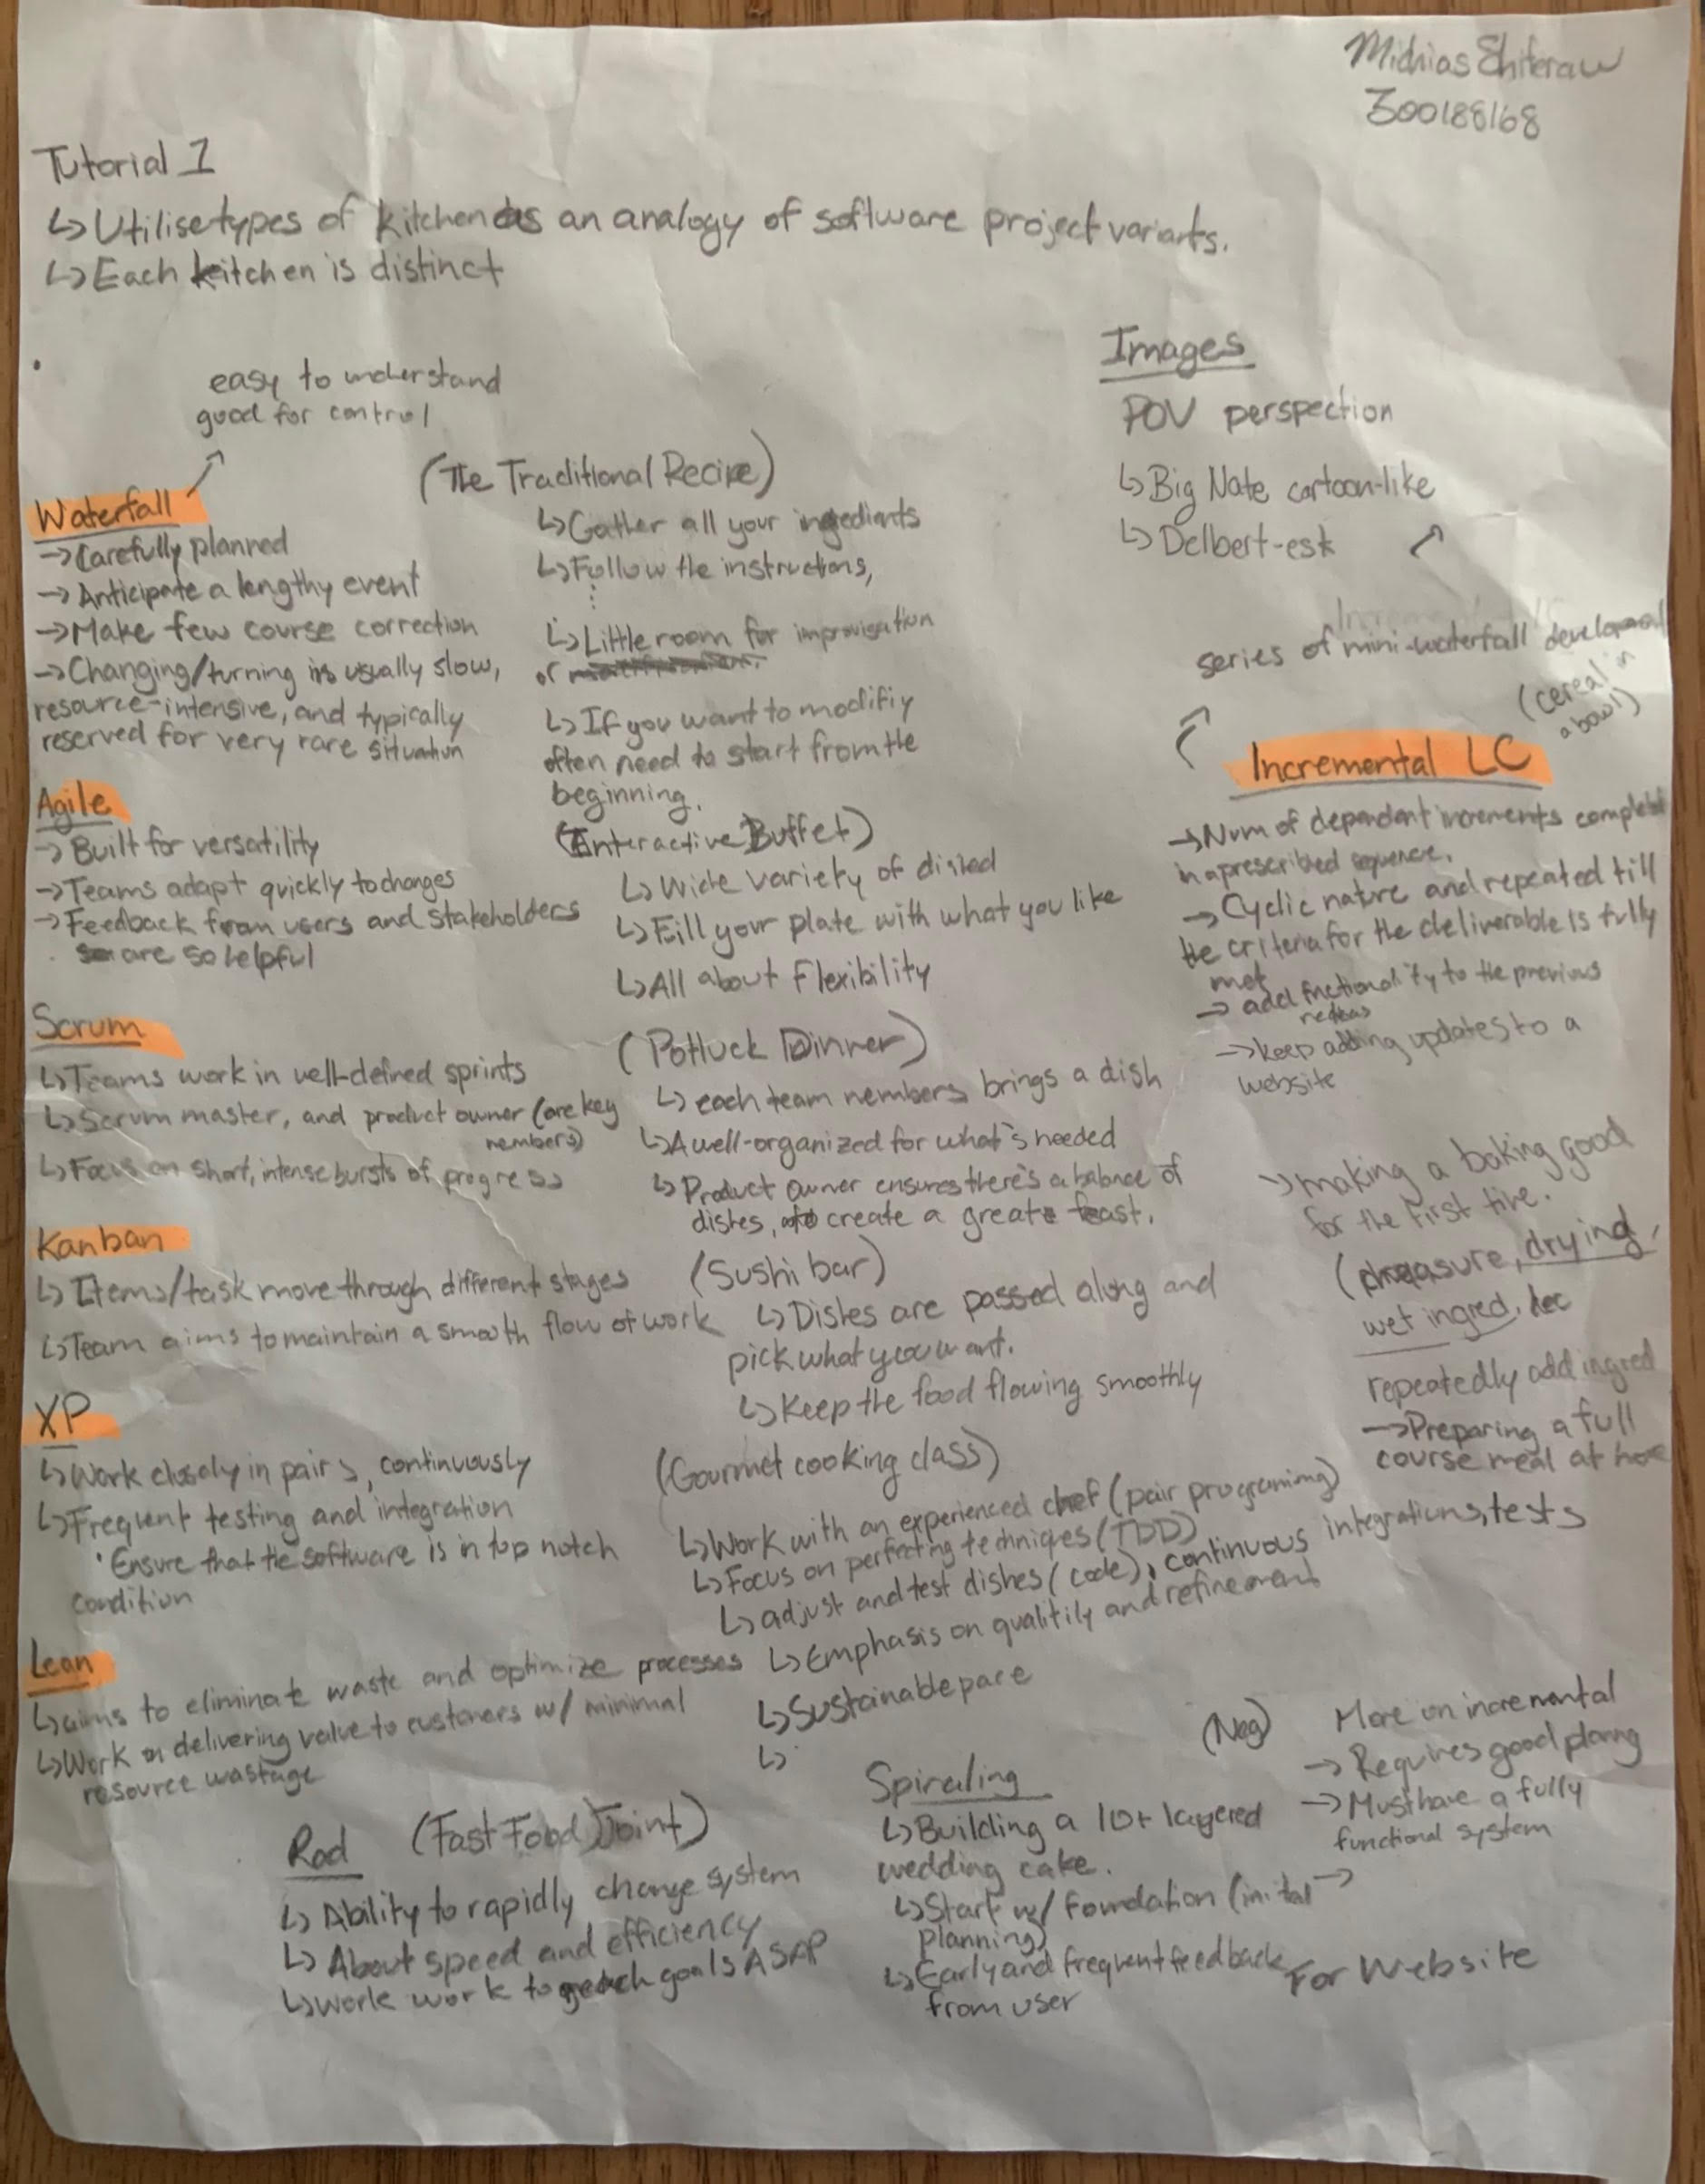 Michias Shiferaw
300188168
Tutorial 1
↳ Utilise types of kitchen as an analogy of software project variants.
↳ Each kitchen is distinct
easy to understand
good for control
Waterfall
→ Carefully planned
→ Anticipate a lengthy event
→ Make few course correction
→ Changing/turning is usually slow,
resource-intensive, and typically
reserved for very rare situation
(The Traditional Recipe)
↳ Gather all your ingedients
↳ Follow the instructions,
↳ Little room for improvisation
or
↳ If you want to modifiy
often need to start from the
beginning.
Images
POV perspection
↳ Big Nate cartoon-like
↳ Delbert-esk
series of mini-waterfall
(cereal in
a bowl)
Incremental LC
→ Num of dependent increments
in a prescribed sequence.
→ Cyclic nature and repeated till
the criteria for the deliverable is fully
met
→ add to the previous
→ keep adding updates to a
website
→ making a baking good
for the first
drying,
wet ingred,
repeatedly add ingred
→ Preparing a full
course meal at
Agile
→ Built for versatility
→ Teams adapt quickly to changes
→ Feedback from users and stakeholders
are so helpful
(Interactive Buffet)
↳ Wide variety of dished
↳ Fill your plate with what you like
↳ All about flexibility
Scrum
↳ Teams work in well-defined sprints
↳ Scrum master, and product owner (are key
members)
↳ Focus on short, intense bursts of progress
(Potluck Dinner)
↳ each team members brings a dish
↳ A well-organized for what's needed
↳ Product owner ensures there's a balance of
dishes, to create a great feast.
Kanban
↳ Items/task move through different stages
↳ Team aims to maintain a smooth flow of work
(Sushi bar)
↳ Dishes are passed along and
pick what you want.
↳ Keep the food flowing smoothly
XP
↳ Work closely in pairs, continuously
↳ Frequent testing and integration
• Ensure that the software is in top notch
condition
(Gourmet cooking class)
↳ Work with an experienced chef (pair programing)
↳ Focus on perfecting techniques (TDD)
↳ adjust and test dishes (code), continuous integrations, tests
↳ Emphasis on qualitily and refinement
↳ Sustainable pace
↳
Lean
↳ aims to eliminate waste and optimize processes
↳ Work on delivering value to customers w/ minimal
resource wastage
Rad (Fast Food Joint)
↳ Ability to rapidly change system
↳ About speed and efficiency
↳ work work to reach goals ASAP
Spiraling
↳ Building a 10+ layered
wedding cake.
↳ Start w/ foundation (inital
planning)
↳ Early and frequent feedback
from user
(Neg) More on incremental
→ Requires good planng
→ Must have a fully
functional system
→
For Website